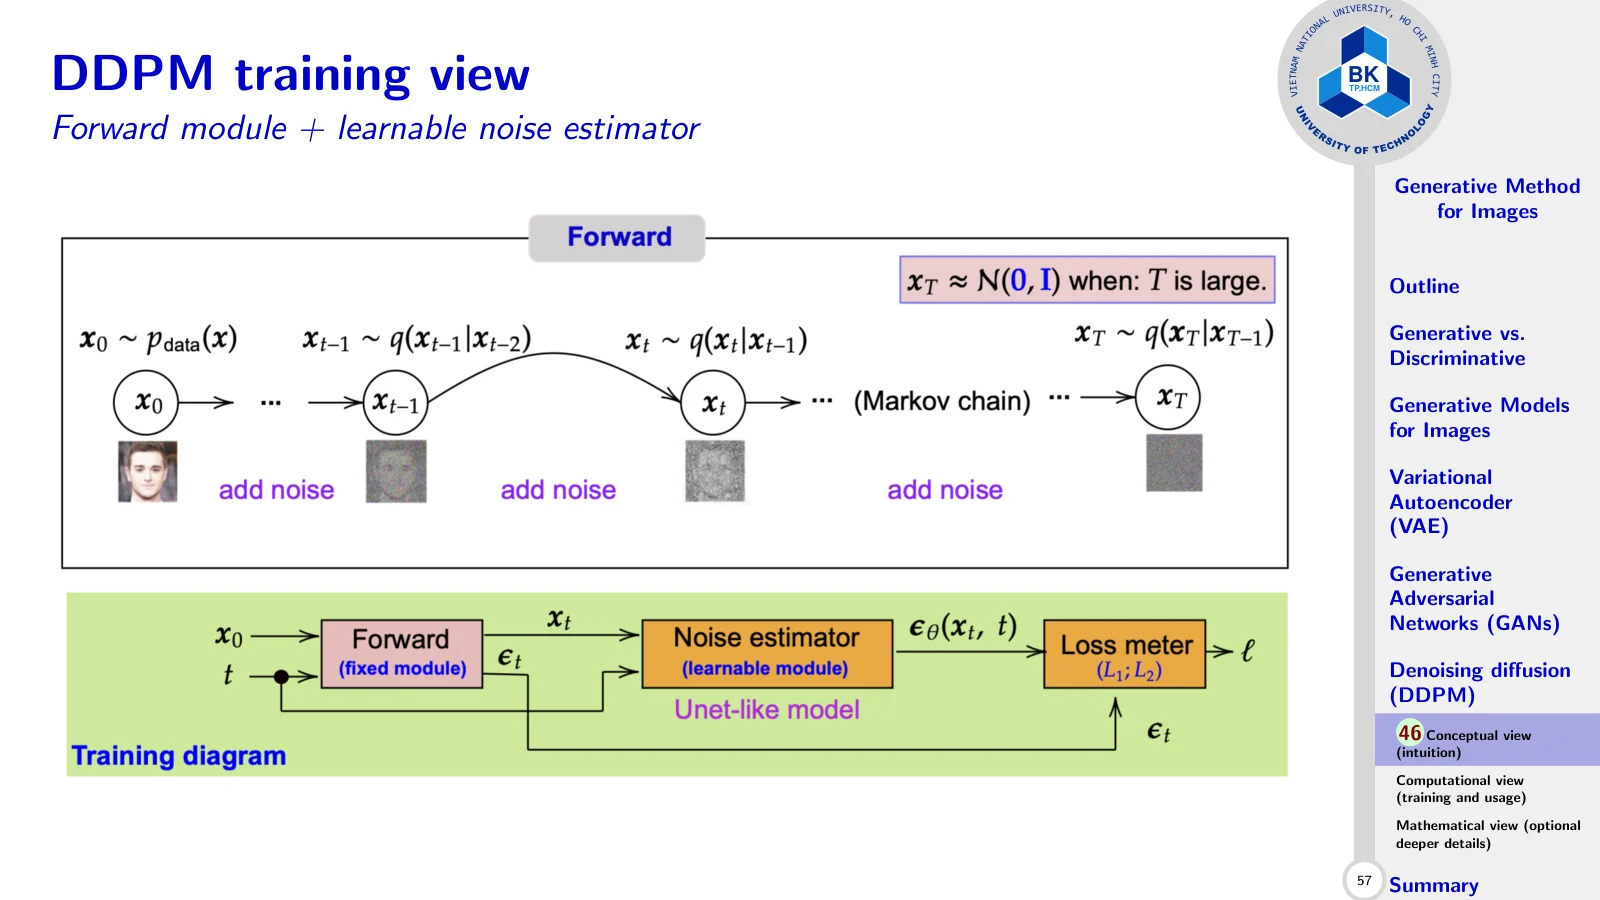 DDPM training view
Forward module + learnable noise estimator
Forward
𝒙_T ≈ N(0, I) when: T is large.
𝒙_0 ∼ p_data(𝒙)
𝒙_{t−1} ∼ q(𝒙_{t−1}|𝒙_{t−2})
𝒙_t ∼ q(𝒙_t|𝒙_{t−1})
𝒙_T ∼ q(𝒙_T|𝒙_{T−1})
𝒙_0 ... 𝒙_{t−1} 𝒙_t ... (Markov chain) ... 𝒙_T
add noise add noise add noise
𝒙_0
t
Forward
(fixed module)
𝒙_t
ϵ_t
Noise estimator
(learnable module)
Unet-like model
ϵ_θ(𝒙_t, t)
Loss meter
(L_1; L_2)
ℓ
ϵ_t
Training diagram
VIETNAM NATIONAL UNIVERSITY, HO CHI MINH CITY
BK
TP.HCM
UNIVERSITY OF TECHNOLOGY
Generative Method
for Images
Outline
Generative vs.
Discriminative
Generative Models
for Images
Variational
Autoencoder
(VAE)
Generative
Adversarial
Networks (GANs)
Denoising diffusion
(DDPM)
46 Conceptual view
(intuition)
Computational view
(training and usage)
Mathematical view (optional
deeper details)
Summary
57